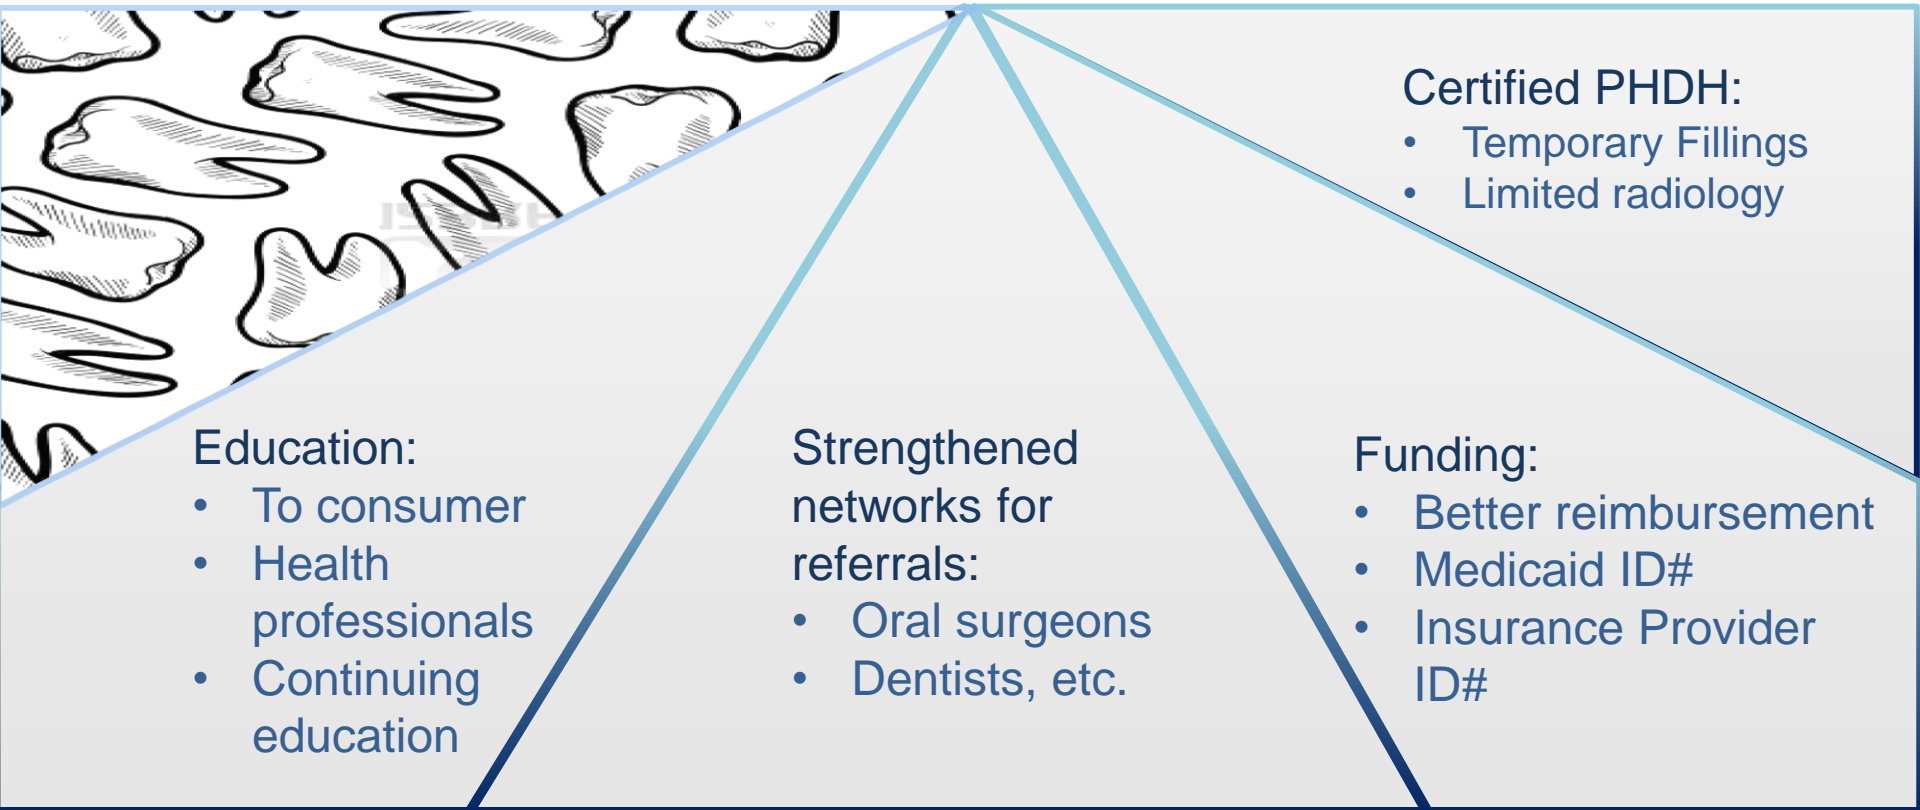 Certified PHDH:
• Temporary Fillings
• Limited radiology
Education:
• To consumer
• Health
professionals
• Continuing
education
Strengthened
networks for
referrals:
• Oral surgeons
• Dentists, etc.
Funding:
• Better reimbursement
• Medicaid ID#
• Insurance Provider
ID#